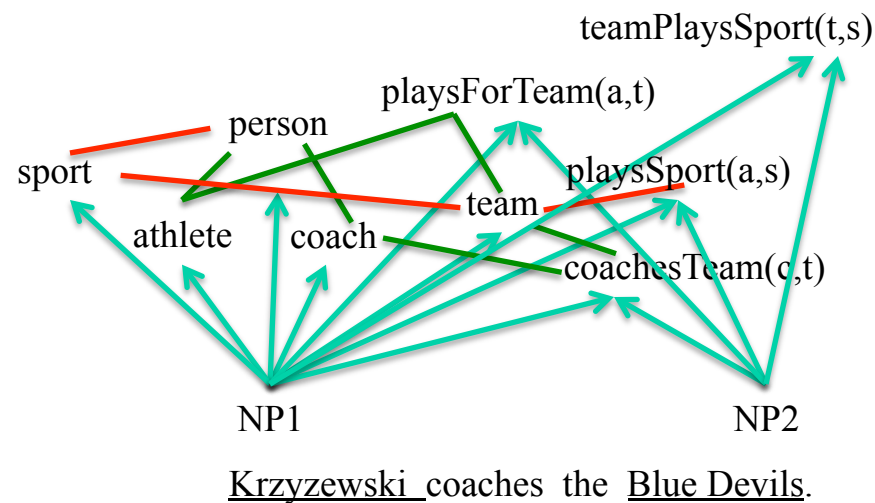 teamPlaysSport(t,s)
playsForTeam(a,t)
person
sport
playsSport(a,s)
team
athlete
coach
coachesTeam(c,t)
NP1
NP2
Krzyzewski coaches the Blue Devils.